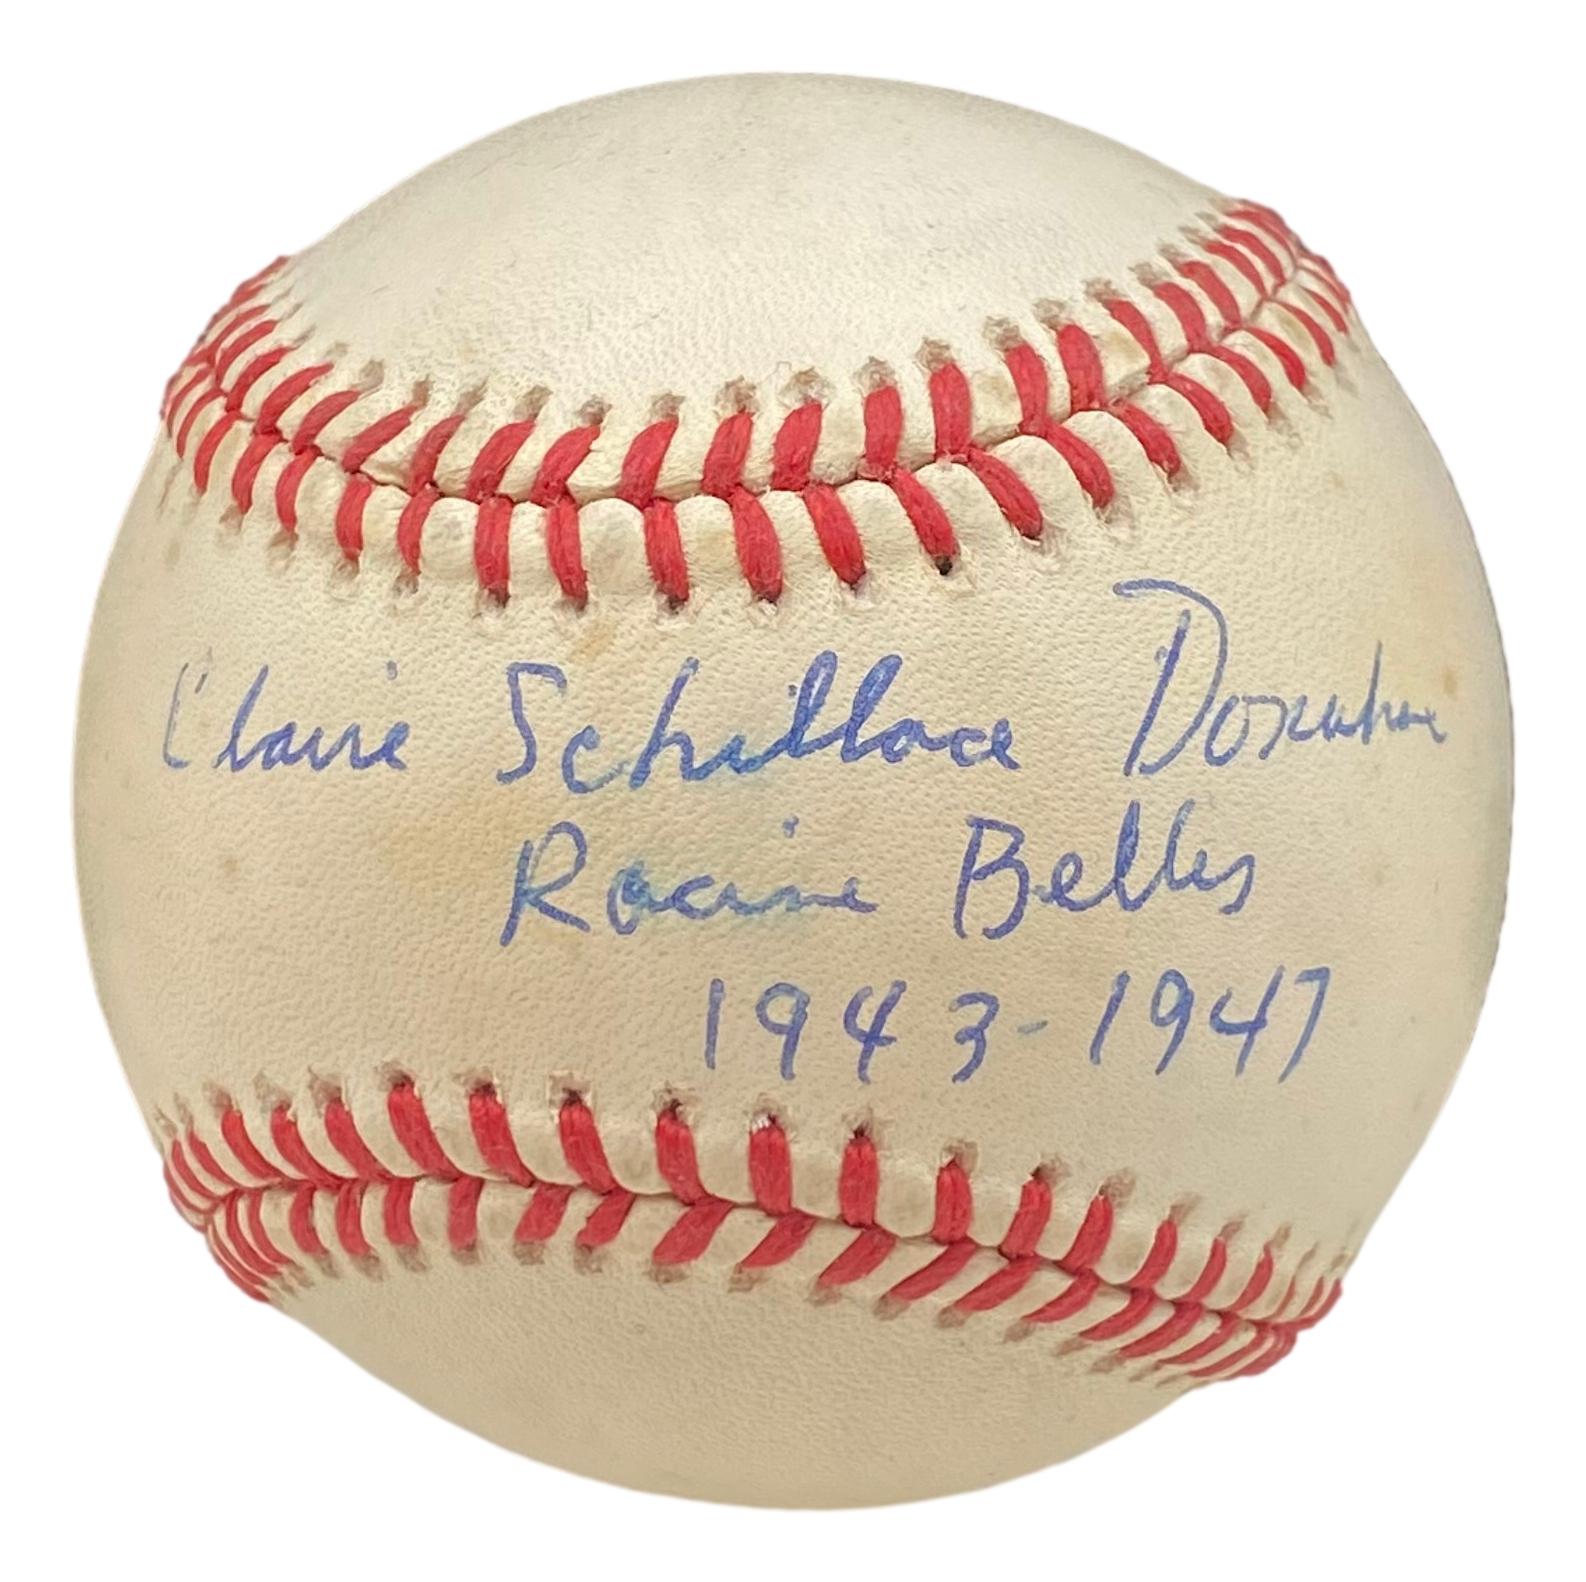 Claire Schillace Donahue
Racine Belles
1943-1947